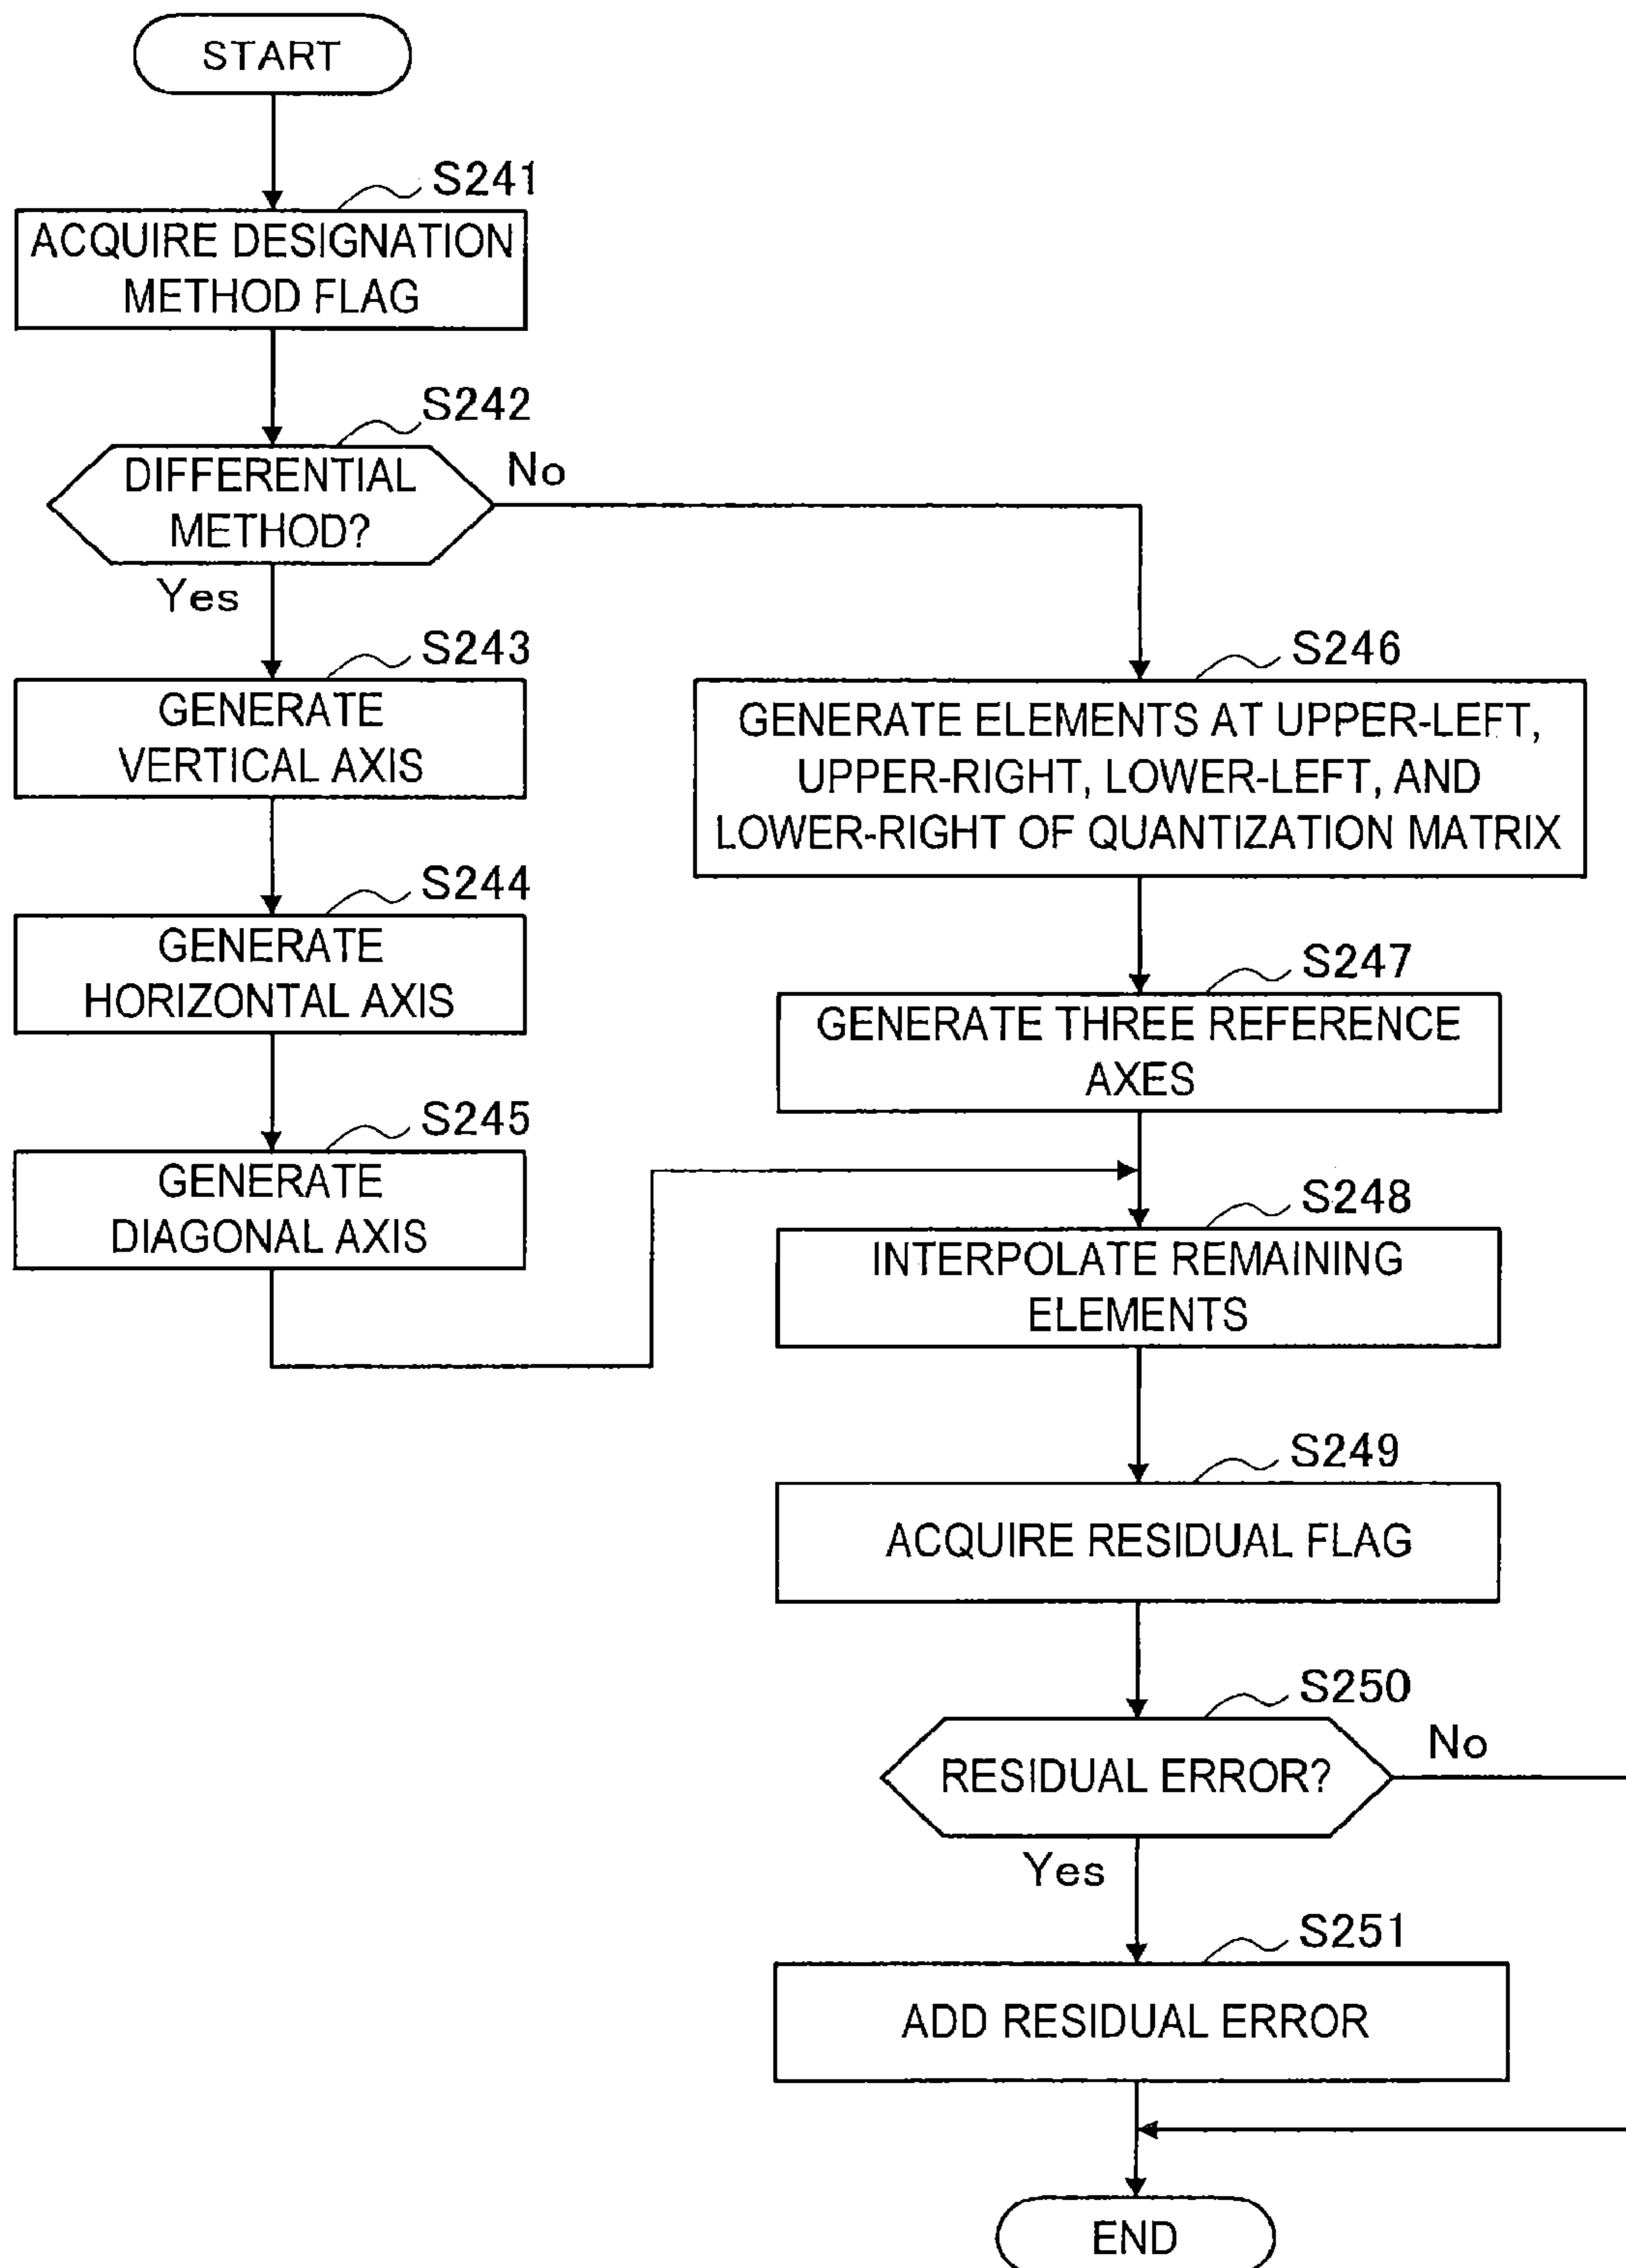 START
S241
ACQUIRE DESIGNATION
METHOD FLAG
S242
DIFFERENTIAL
METHOD?
No
Yes
S243
GENERATE
VERTICAL AXIS
S244
GENERATE
HORIZONTAL AXIS
S245
GENERATE
DIAGONAL AXIS
S246
GENERATE ELEMENTS AT UPPER-LEFT,
UPPER-RIGHT, LOWER-LEFT, AND
LOWER-RIGHT OF QUANTIZATION MATRIX
S247
GENERATE THREE REFERENCE
AXES
S248
INTERPOLATE REMAINING
ELEMENTS
S249
ACQUIRE RESIDUAL FLAG
S250
RESIDUAL ERROR?
No
Yes
S251
ADD RESIDUAL ERROR
END